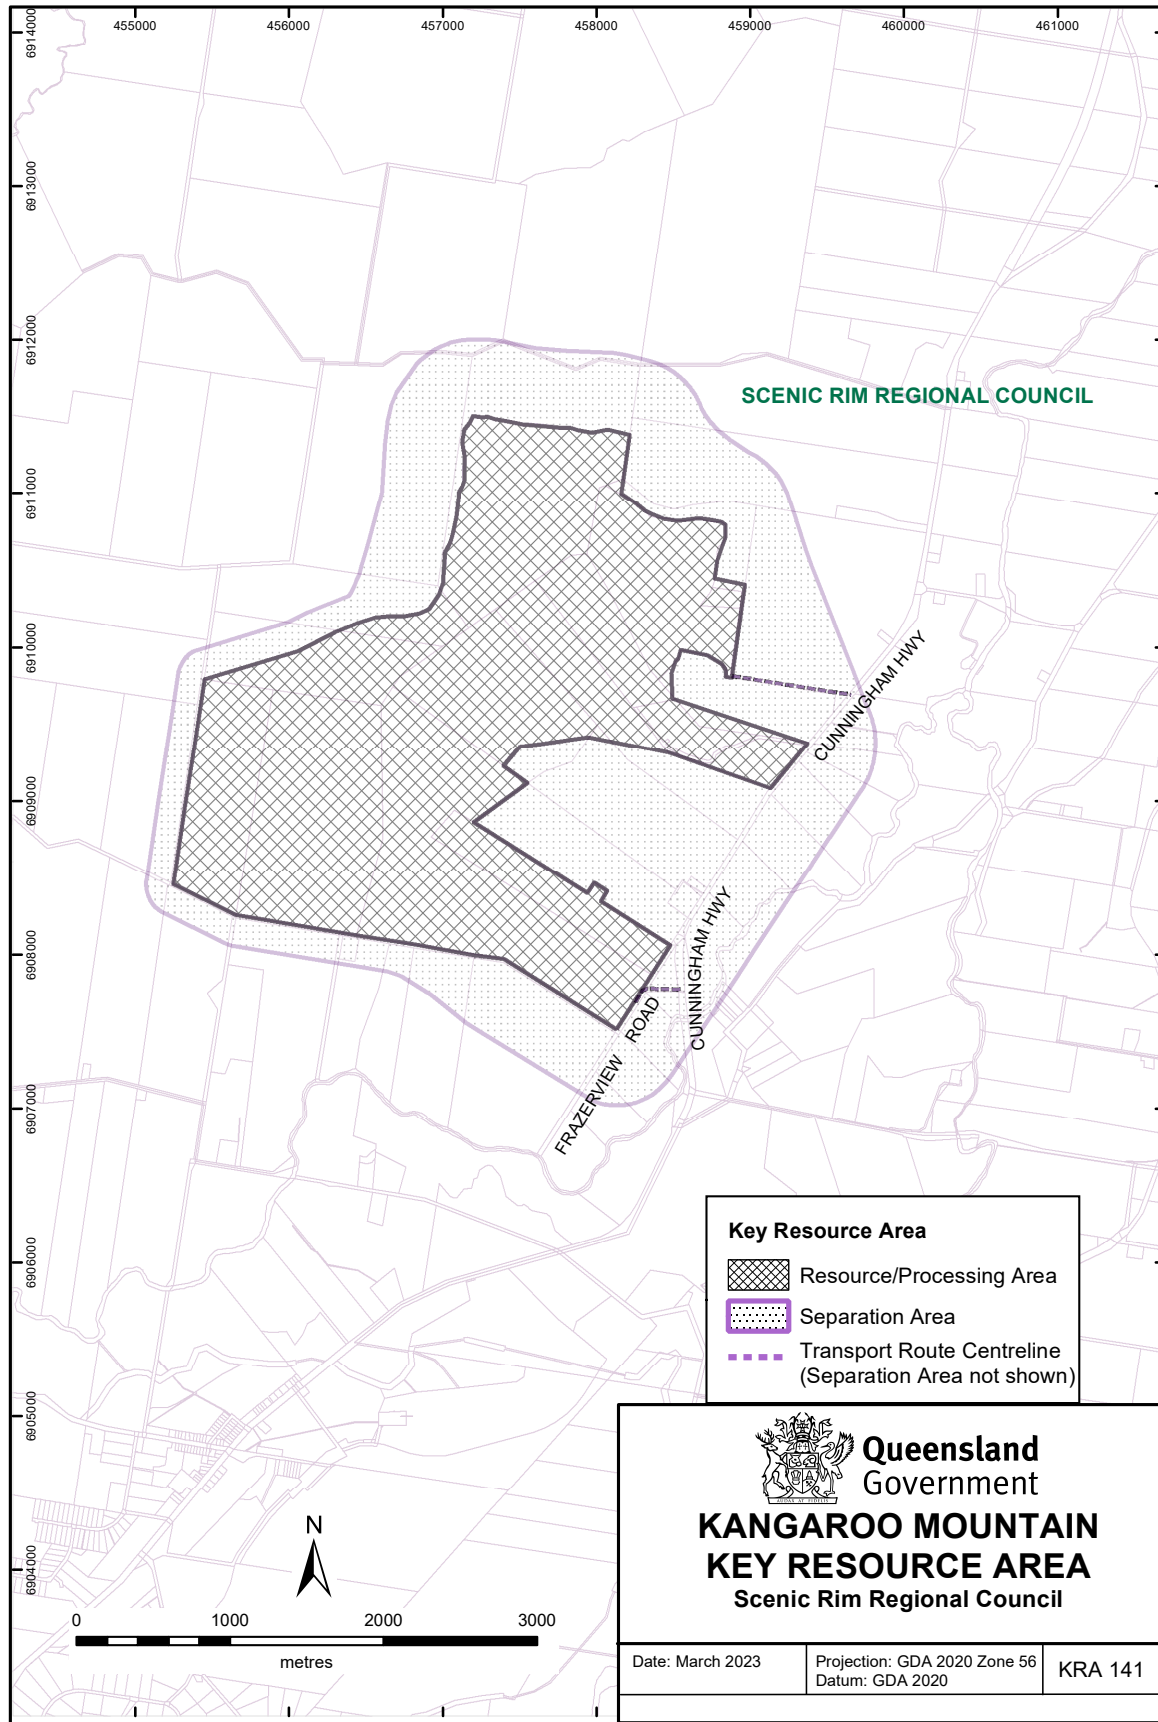 455000
456000
457000
458000
459000
460000
461000
6914000
6913000
6912000
6911000
6910000
6909000
6908000
6907000
6906000
6905000
6904000
SCENIC RIM REGIONAL COUNCIL
CUNNINGHAM HWY
CUNNINGHAM HWY
FRAZERVIEW ROAD
Key Resource Area
Resource/Processing Area
Separation Area
Transport Route Centreline
(Separation Area not shown)
Queensland
Government
AUDAX AT FIDELIS
KANGAROO MOUNTAIN
KEY RESOURCE AREA
Scenic Rim Regional Council
N
0 1000 2000 3000
metres
Date: March 2023
Projection: GDA 2020 Zone 56
Datum: GDA 2020
KRA 141